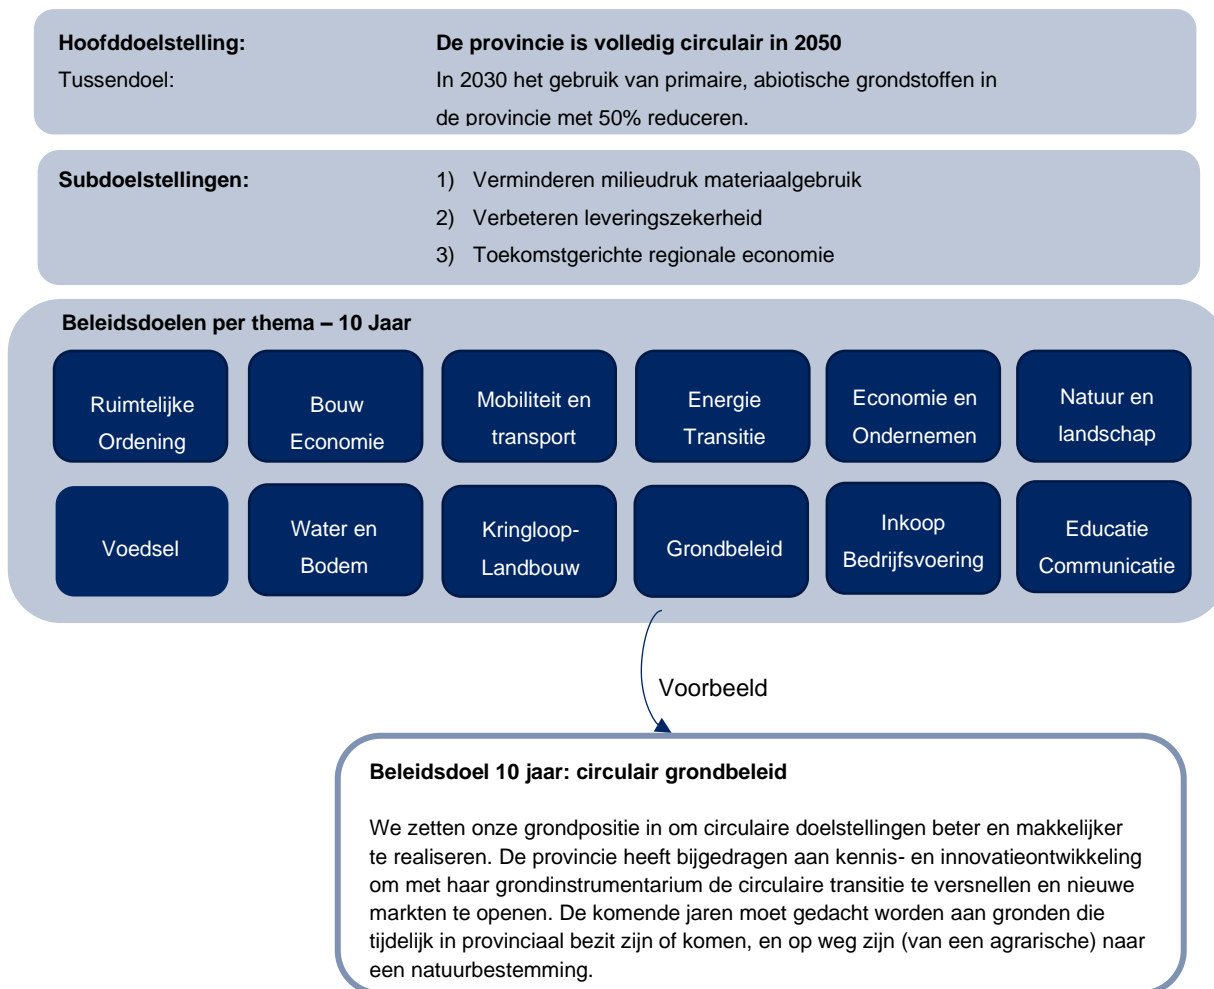 Hoofddoelstelling: De provincie is volledig circulair in 2050
Tussendoel: In 2030 het gebruik van primaire, abiotische grondstoffen in
de provincie met 50% reduceren.
Subdoelstellingen: 1) Verminderen milieudruk materiaalgebruik
2) Verbeteren leveringszekerheid
3) Toekomstgerichte regionale economie
Beleidsdoelen per thema – 10 Jaar
Ruimtelijke
Ordening
Bouw
Economie
Mobiliteit en
transport
Energie
Transitie
Economie en
Ondernemen
Natuur en
landschap
Voedsel
Water en
Bodem
Kringloop-
Landbouw
Grondbeleid
Inkoop
Bedrijfsvoering
Educatie
Communicatie
Voorbeeld
Beleidsdoel 10 jaar: circulair grondbeleid
We zetten onze grondpositie in om circulaire doelstellingen beter en makkelijker
te realiseren. De provincie heeft bijgedragen aan kennis- en innovatieontwikkeling
om met haar grondinstrumentarium de circulaire transitie te versnellen en nieuwe
markten te openen. De komende jaren moet gedacht worden aan gronden die
tijdelijk in provinciaal bezit zijn of komen, en op weg zijn (van een agrarische) naar
een natuurbestemming.